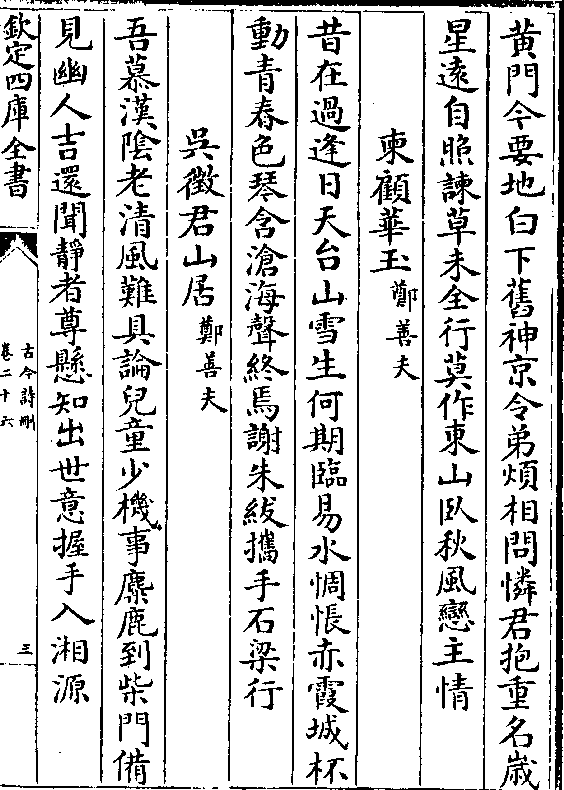 黄門今要地白下舊神京令弟煩相問憐君抱重名歲
星遠自照諫草未全行莫作東山臥秋風戀主情
柬顧華玉鄭善夫
昔在過逢日天台山雪生何期臨易水惆悵赤霞城杯
動青春色琴含滄海聲終焉謝朱紱攜手石梁行
吳徵君山居鄭善夫
吾慕漢陰老清風難具論兒童少機事麋鹿到柴門備
見幽人吉還聞靜者尊懸知出世意握手入湘源
欽定四庫全書
古今詩刪
卷二十六
三